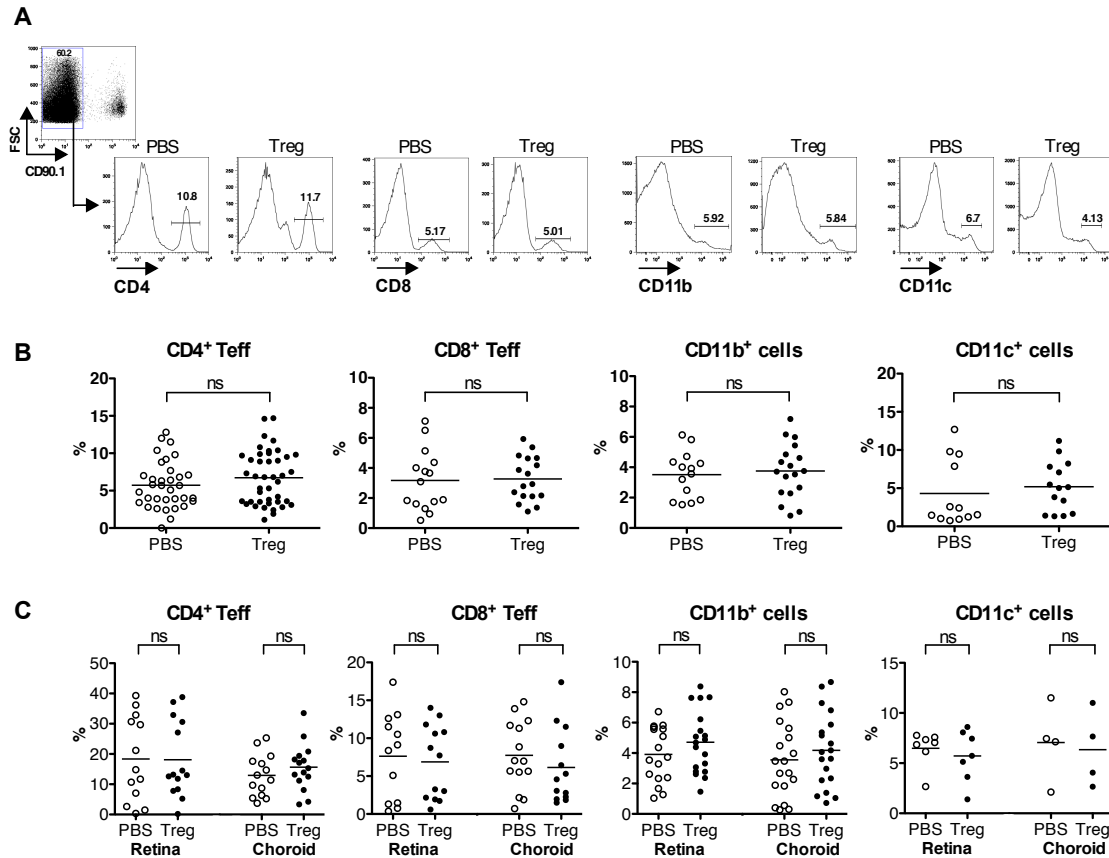 A
60.2
FSC
CD90.1
PBS Treg PBS Treg PBS Treg PBS Treg
10.8 11.7 5.17 5.01 5.92 5.84 6.7 4.13
CD4 CD8 CD11b CD11c
B
CD4+ Teff CD8+ Teff CD11b+ cells CD11c+ cells
ns ns ns ns
20 10 10 20
15 8 8 15
10 6 6 10
5 4 4 5
0 2 2 0
0 0
% % % %
PBS Treg PBS Treg PBS Treg PBS Treg
C
CD4+ Teff CD8+ Teff CD11b+ cells CD11c+ cells
ns ns ns ns ns ns ns ns
50 20 10 15
40 15 8 10
30 10 6 5
20 5 4 0
10 0 2
0 0
% % % %
PBS Treg PBS Treg PBS Treg PBS Treg PBS Treg PBS Treg PBS Treg PBS Treg
Retina Choroid Retina Choroid Retina Choroid Retina Choroid